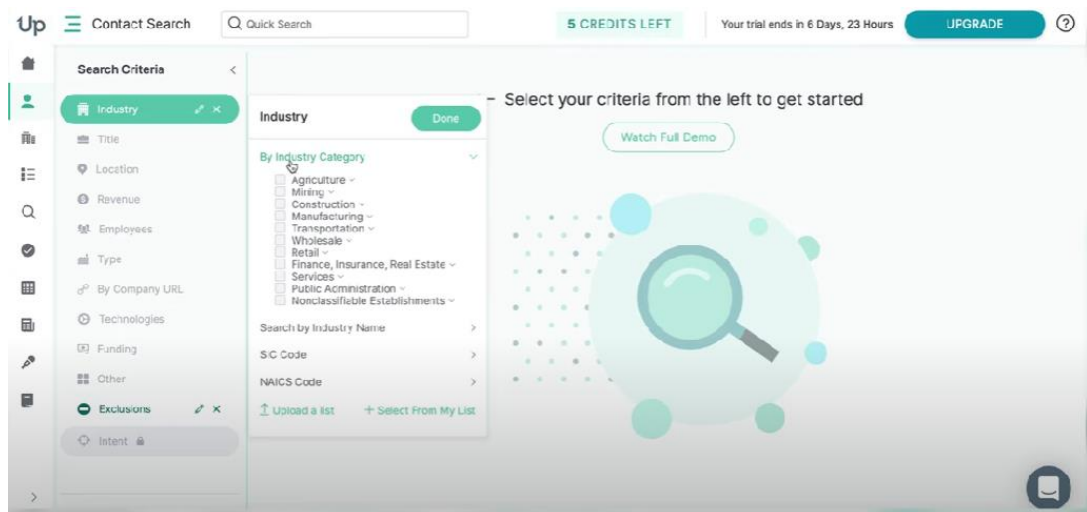 Up
Contact Search
Quick Search
5 CREDITS LEFT
Your trial ends in 6 Days, 23 Hours
UPGRADE
Search Criteria
Industry
Title
Location
Revenue
Employees
Type
By Company URL
Technologies
Funding
Other
Exclusions
Intent
Industry
Done
By Industry Category
Agriculture
Mining
Construction
Manufacturing
Transportation
Wholesale
Retail
Finance, Insurance, Real Estate
Services
Public Administration
Nonclassifiable Establishments
Search by Industry Name
SIC Code
NAICS Code
Upload a list
+ Select From My List
Select your criteria from the left to get started
Watch Full Demo